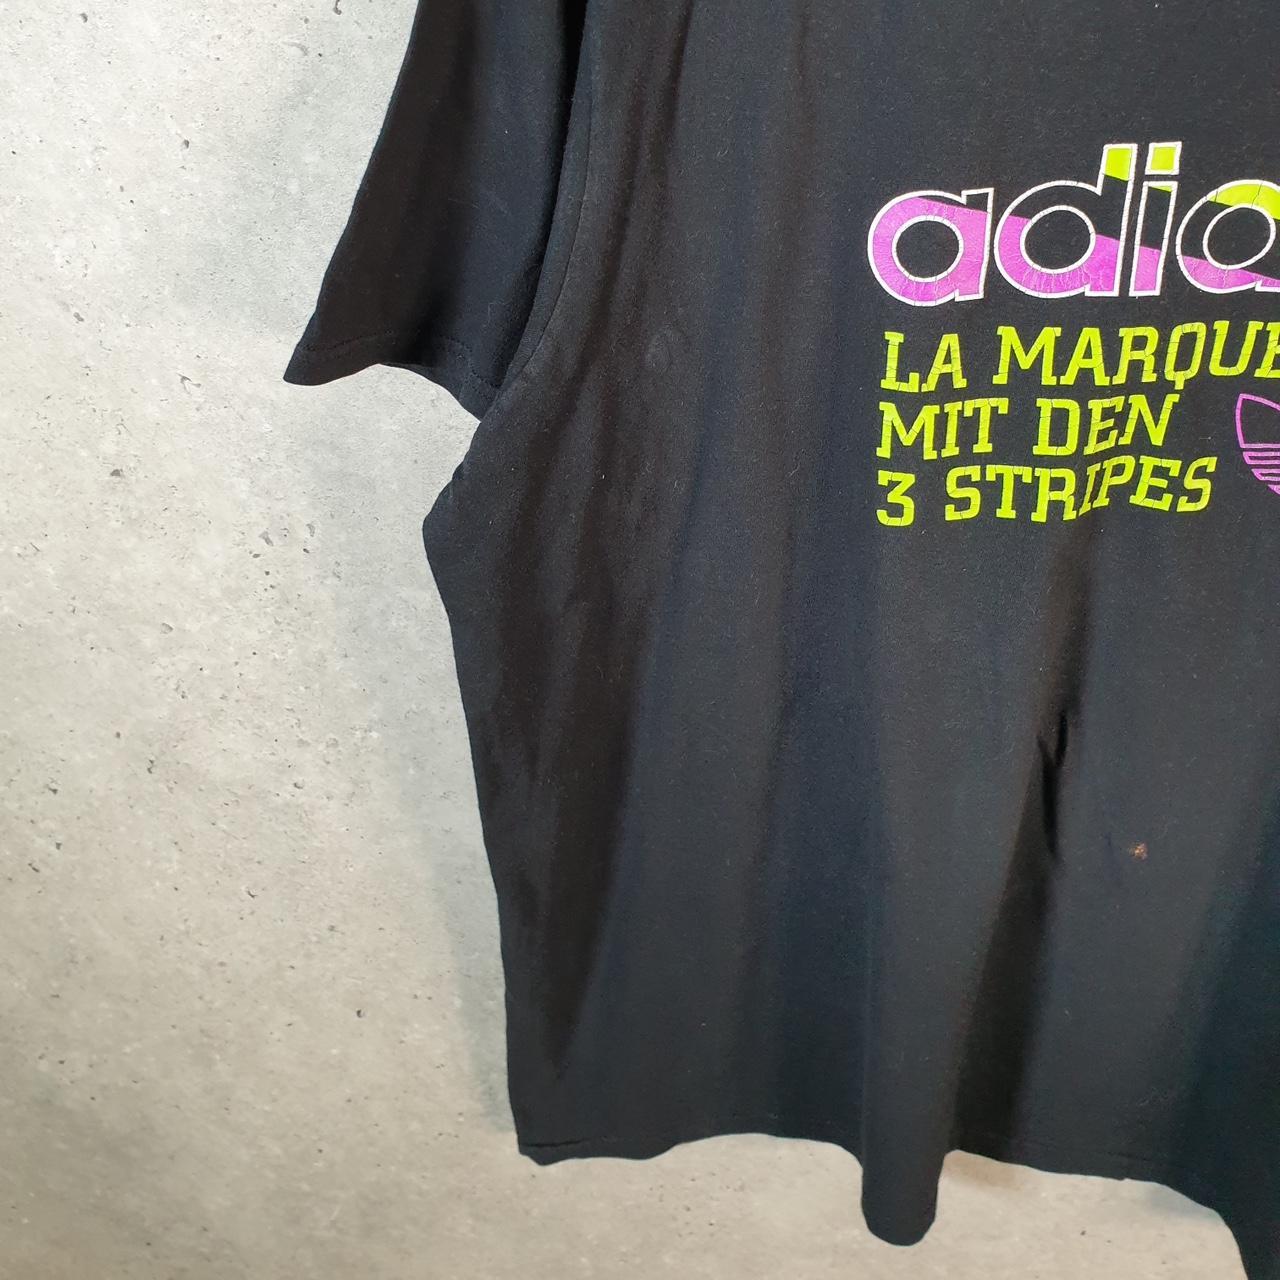 adia
LA MARQUE
MIT DEN
3 STRIPES